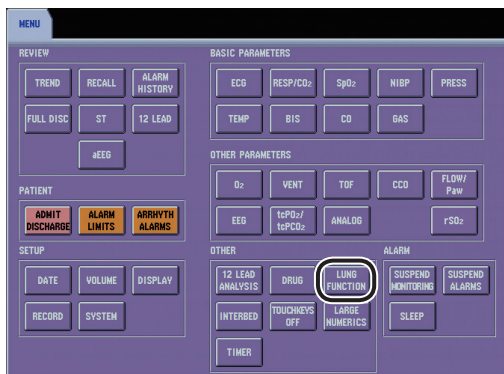 MENU
REVIEW
TREND
RECALL
ALARM
HISTORY
FULL DISC
ST
12 LEAD
aEEG
PATIENT
ADMIT
DISCHARGE
ALARM
LIMITS
ARRHYTH
ALARMS
SETUP
DATE
VOLUME
DISPLAY
RECORD
SYSTEM
BASIC PARAMETERS
ECG
RESP/CO2
SpO2
NIBP
PRESS
TEMP
BIS
CO
GAS
OTHER PARAMETERS
O2
VENT
TOF
CCO
FLOW/
Paw
EEG
tcPO2/
tcPCO2
ANALOG
rSO2
OTHER
12 LEAD
ANALYSIS
DRUG
LUNG
FUNCTION
INTERBED
TOUCHKEYS
OFF
LARGE
NUMERICS
TIMER
ALARM
SUSPEND
MONITORING
SUSPEND
ALARMS
SLEEP